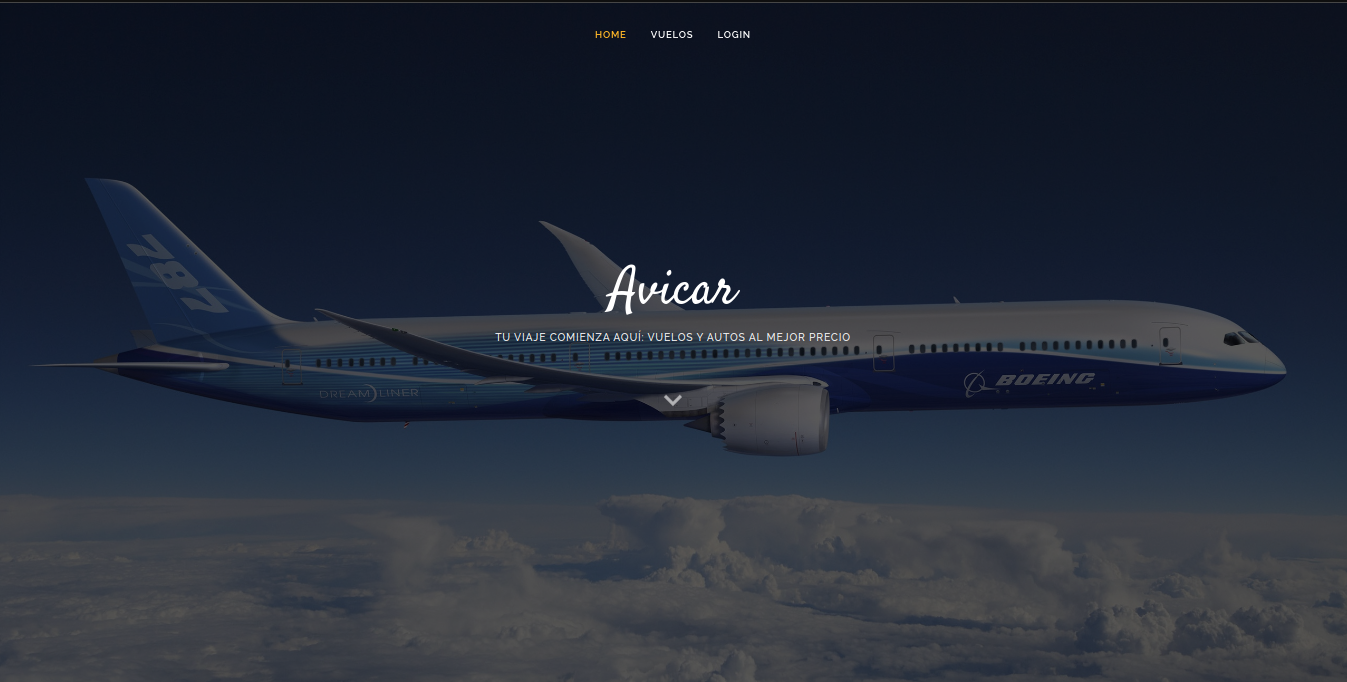 HOME VUELOS LOGIN
787
Avicar
TU VIAJE COMIENZA AQUÍ: VUELOS Y AUTOS AL MEJOR PRECIO
DREAMLINER
BOEING